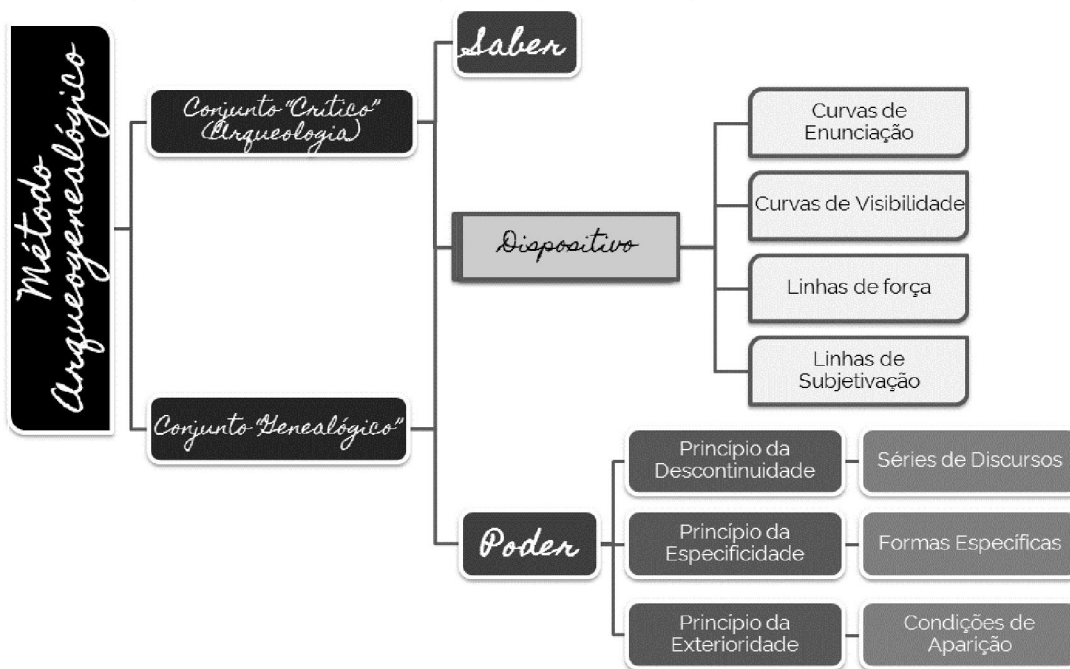 Método
Arqueogenealógico
Conjunto "Crítico"
(Arqueologia)
Conjunto "Genealógico"
Saber
Dispositivo
Curvas de
Enunciação
Curvas de Visibilidade
Linhas de força
Linhas de
Subjetivação
Poder
Princípio da
Descontinuidade
Séries de Discursos
Princípio da
Especificidade
Formas Específicas
Princípio da
Exterioridade
Condições de
Aparição